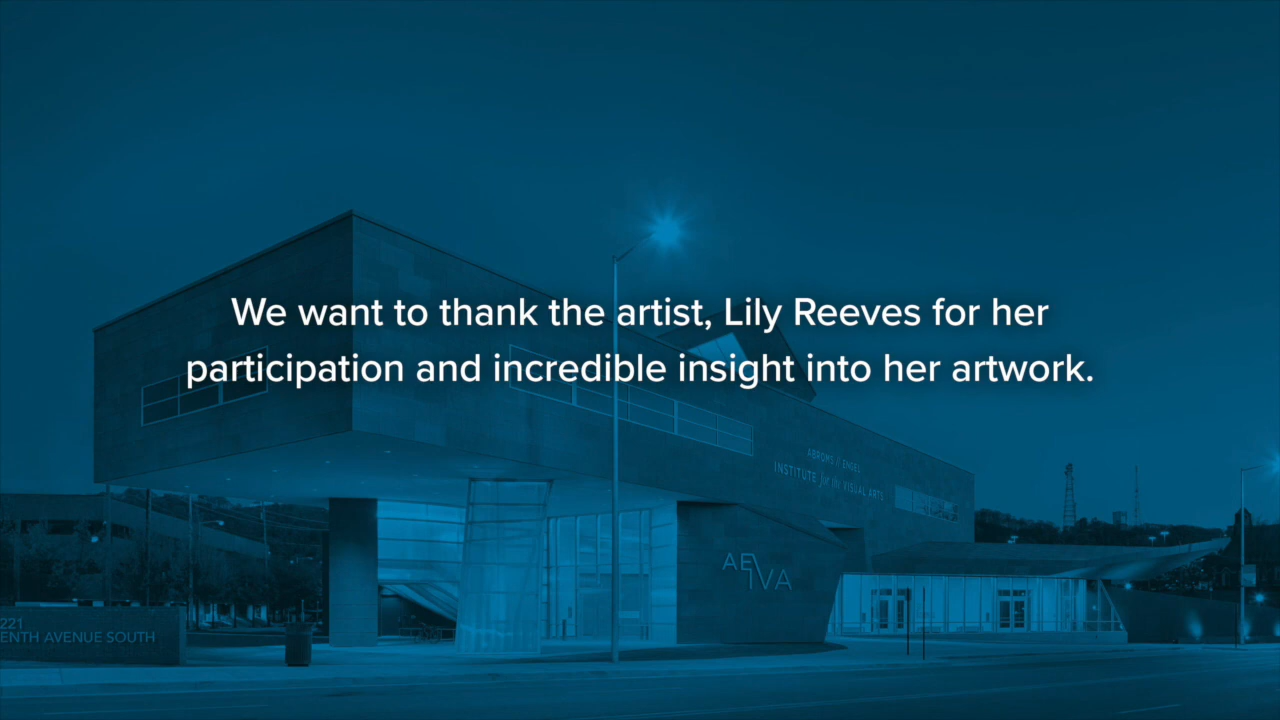 We want to thank the artist, Lily Reeves for her
participation and incredible insight into her artwork.
ABROMS // ENGEL
INSTITUTE for the VISUAL ARTS
AEIVA
221
ENTH AVENUE SOUTH